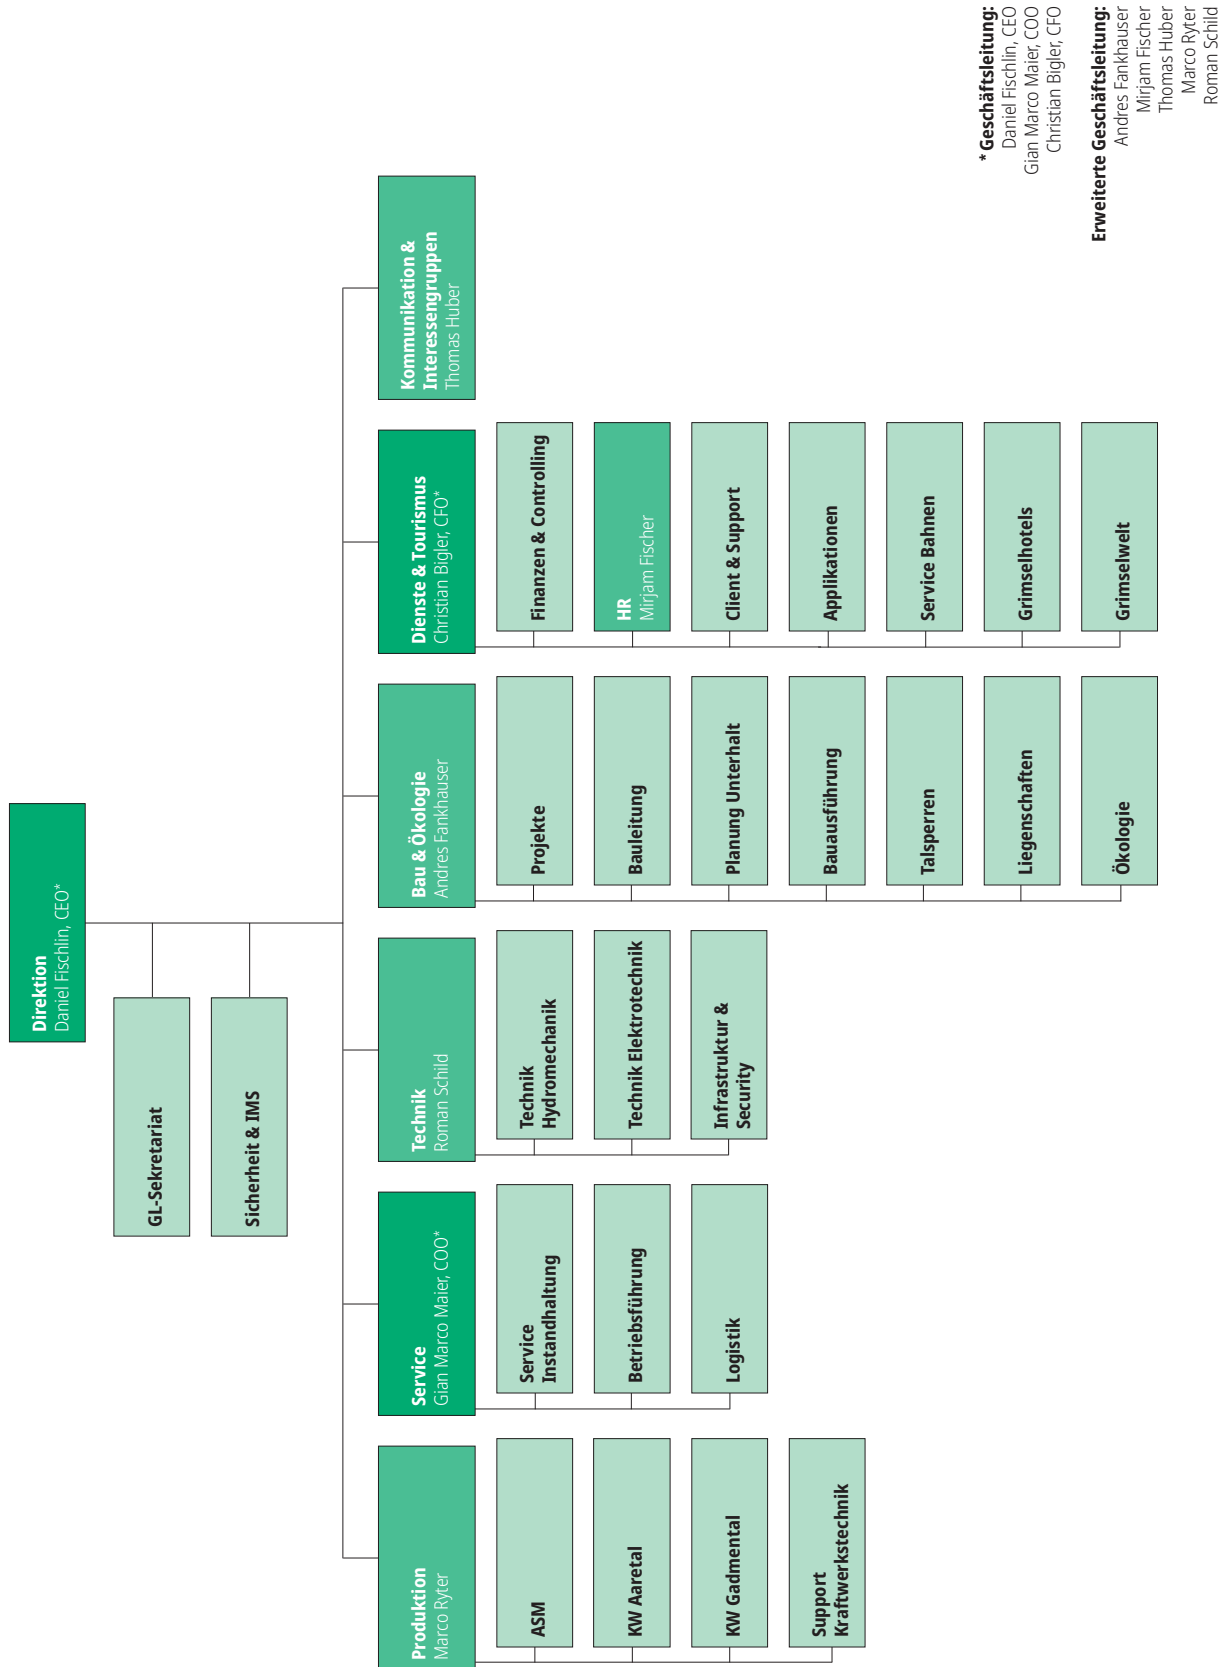 Direktion
Daniel Fischlin, CEO*
GL-Sekretariat
Sicherheit & IMS
Produktion
Marco Ryter
ASM
KW Aaretal
KW Gadmental
Support
Kraftwerkstechnik
Service
Gian Marco Maier, COO*
Service
Instandhaltung
Betriebsführung
Logistik
Technik
Roman Schild
Technik
Hydromechanik
Technik Elektrotechnik
Infrastruktur &
Security
Bau & Ökologie
Andres Fankhauser
Projekte
Bauleitung
Planung Unterhalt
Bauausführung
Talsperren
Liegenschaften
Ökologie
Dienste & Tourismus
Christian Bigler, CFO*
Finanzen & Controlling
HR
Mirjam Fischer
Client & Support
Applikationen
Service Bahnen
Grimselhotels
Grimselwelt
Kommunikation &
Interessengruppen
Thomas Huber
* Geschäftsleitung:
Daniel Fischlin, CEO
Gian Marco Maier, COO
Christian Bigler, CFO
Erweiterte Geschäftsleitung:
Andres Fankhauser
Mirjam Fischer
Thomas Huber
Marco Ryter
Roman Schild